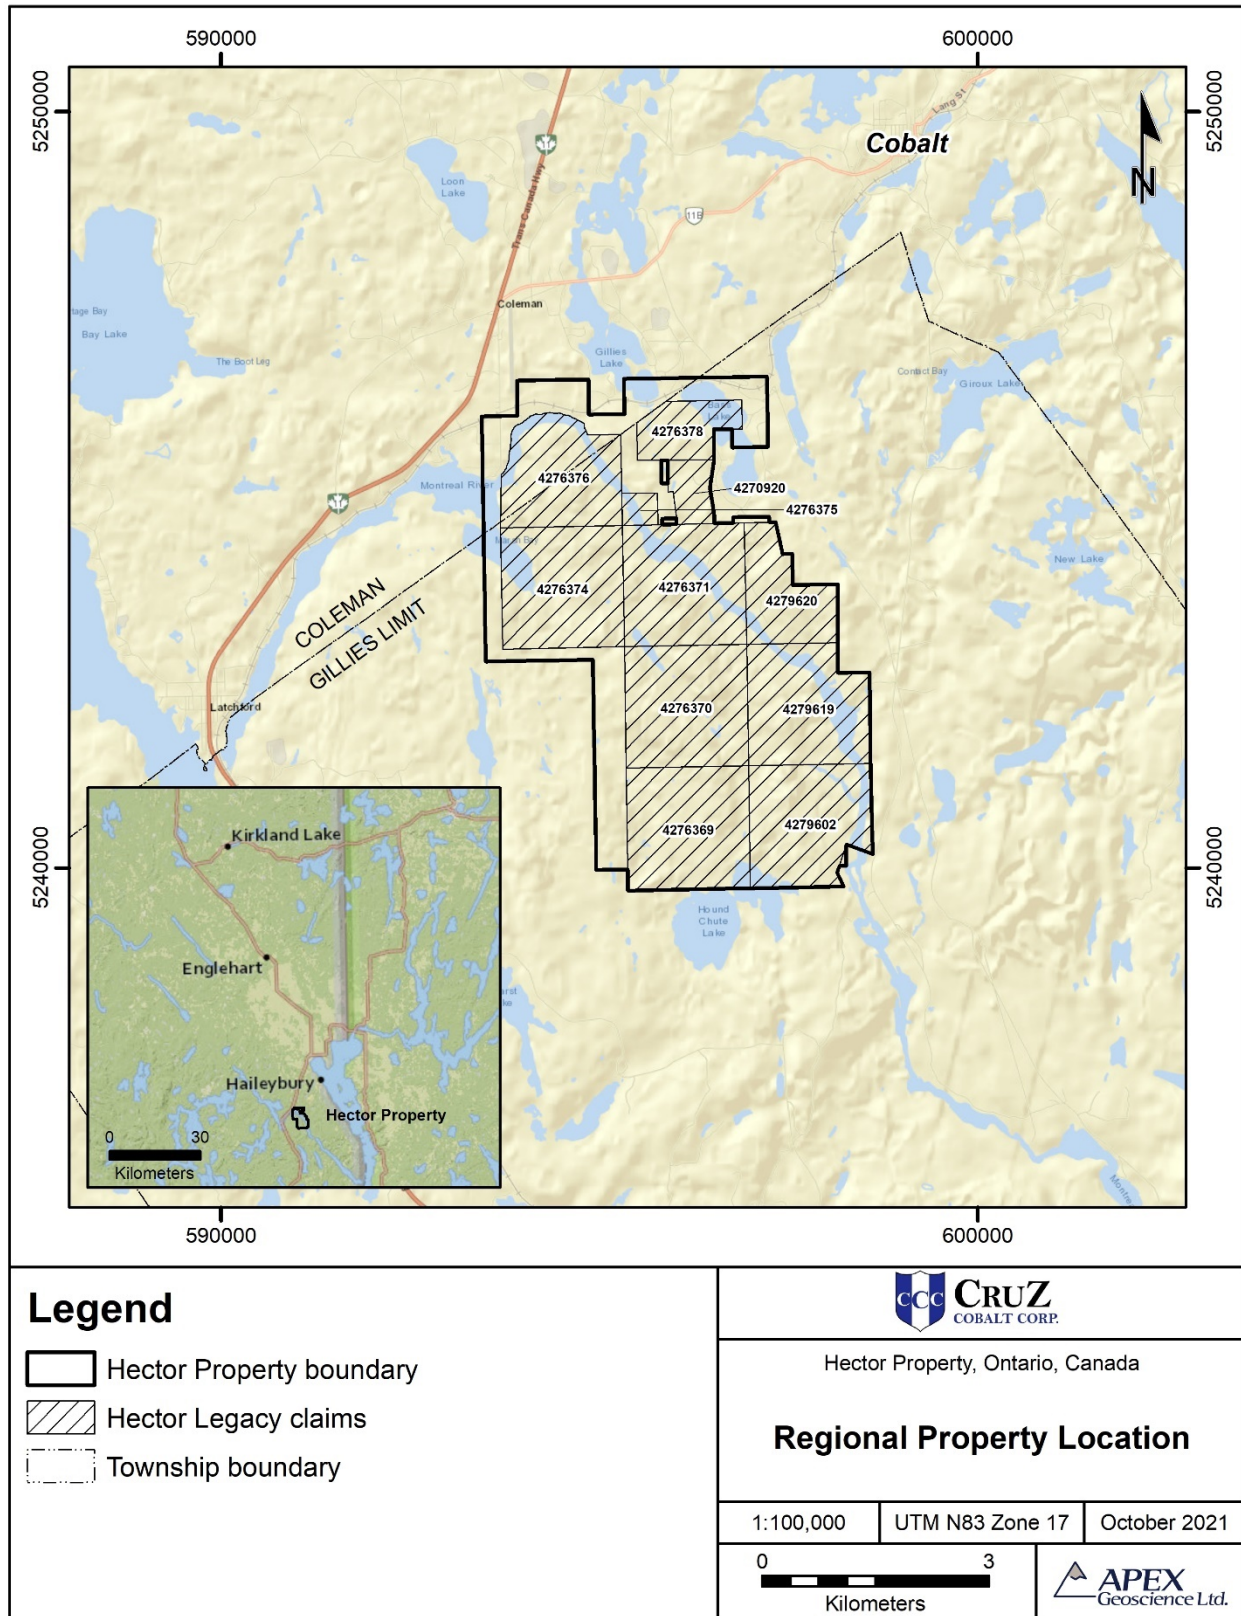 590000
600000
5250000
5250000
Cobalt
Lang St
N
Loon
Lake
Trans Canada Hwy
11B
Coleman
Bay Lake
The Boot Leg
Gillies
Lake
Contact Bay
Giroux Lake
4276378
4276376
Montreal River
4270920
4276375
New Lake
4276374
4276371
4279620
COLEMAN
GILLIES LIMIT
Latchford
4276370
4279619
4276369
4279602
5240000
5240000
Hound
Chute
Lake
Kirkland Lake
Englehart
Haileybury
Hector Property
0 30
Kilometers
590000
600000
Legend
Hector Property boundary
Hector Legacy claims
Township boundary
CCC CRUZ
COBALT CORP.
Hector Property, Ontario, Canada
Regional Property Location
1:100,000 UTM N83 Zone 17 October 2021
0 3
Kilometers
APEX
Geoscience Ltd.